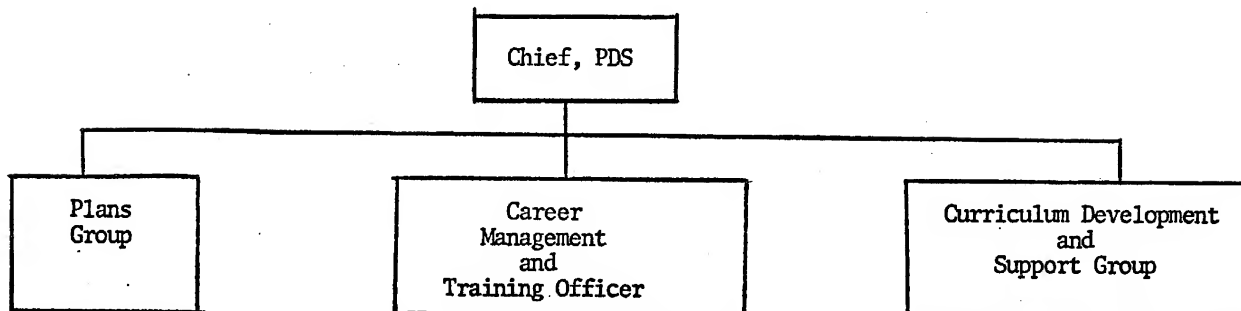 Chief, PDS
Plans
Group
Career
Management
and
Training Officer
Curriculum Development
and
Support Group